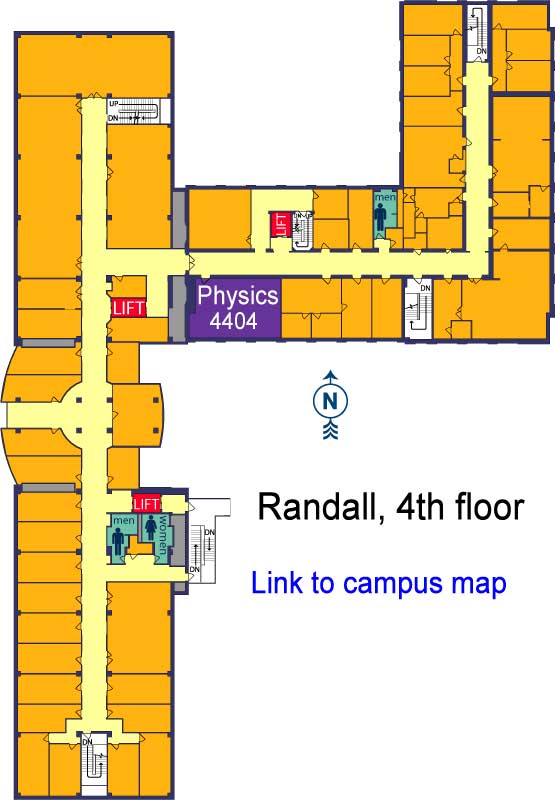 DN
UP
DN
men
LIFT
DN
Physics
4404
LIFT
DN
N
LIFT
men
women
DN
DN
Randall, 4th floor
Link to campus map
DN